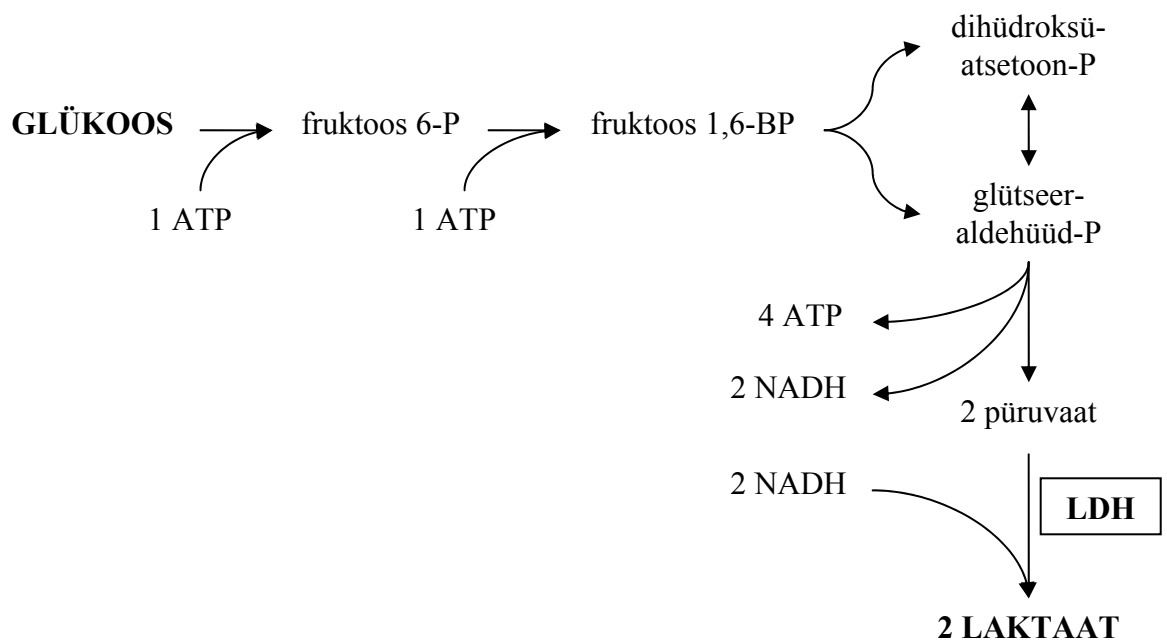 dihüdroksü-
atsetoon-P
GLÜKOOS
fruktoos 6-P
fruktoos 1,6-BP
1 ATP
1 ATP
glütseer-
aldehüüd-P
4 ATP
2 NADH
2 püruvaat
2 NADH
LDH
2 LAKTAAT